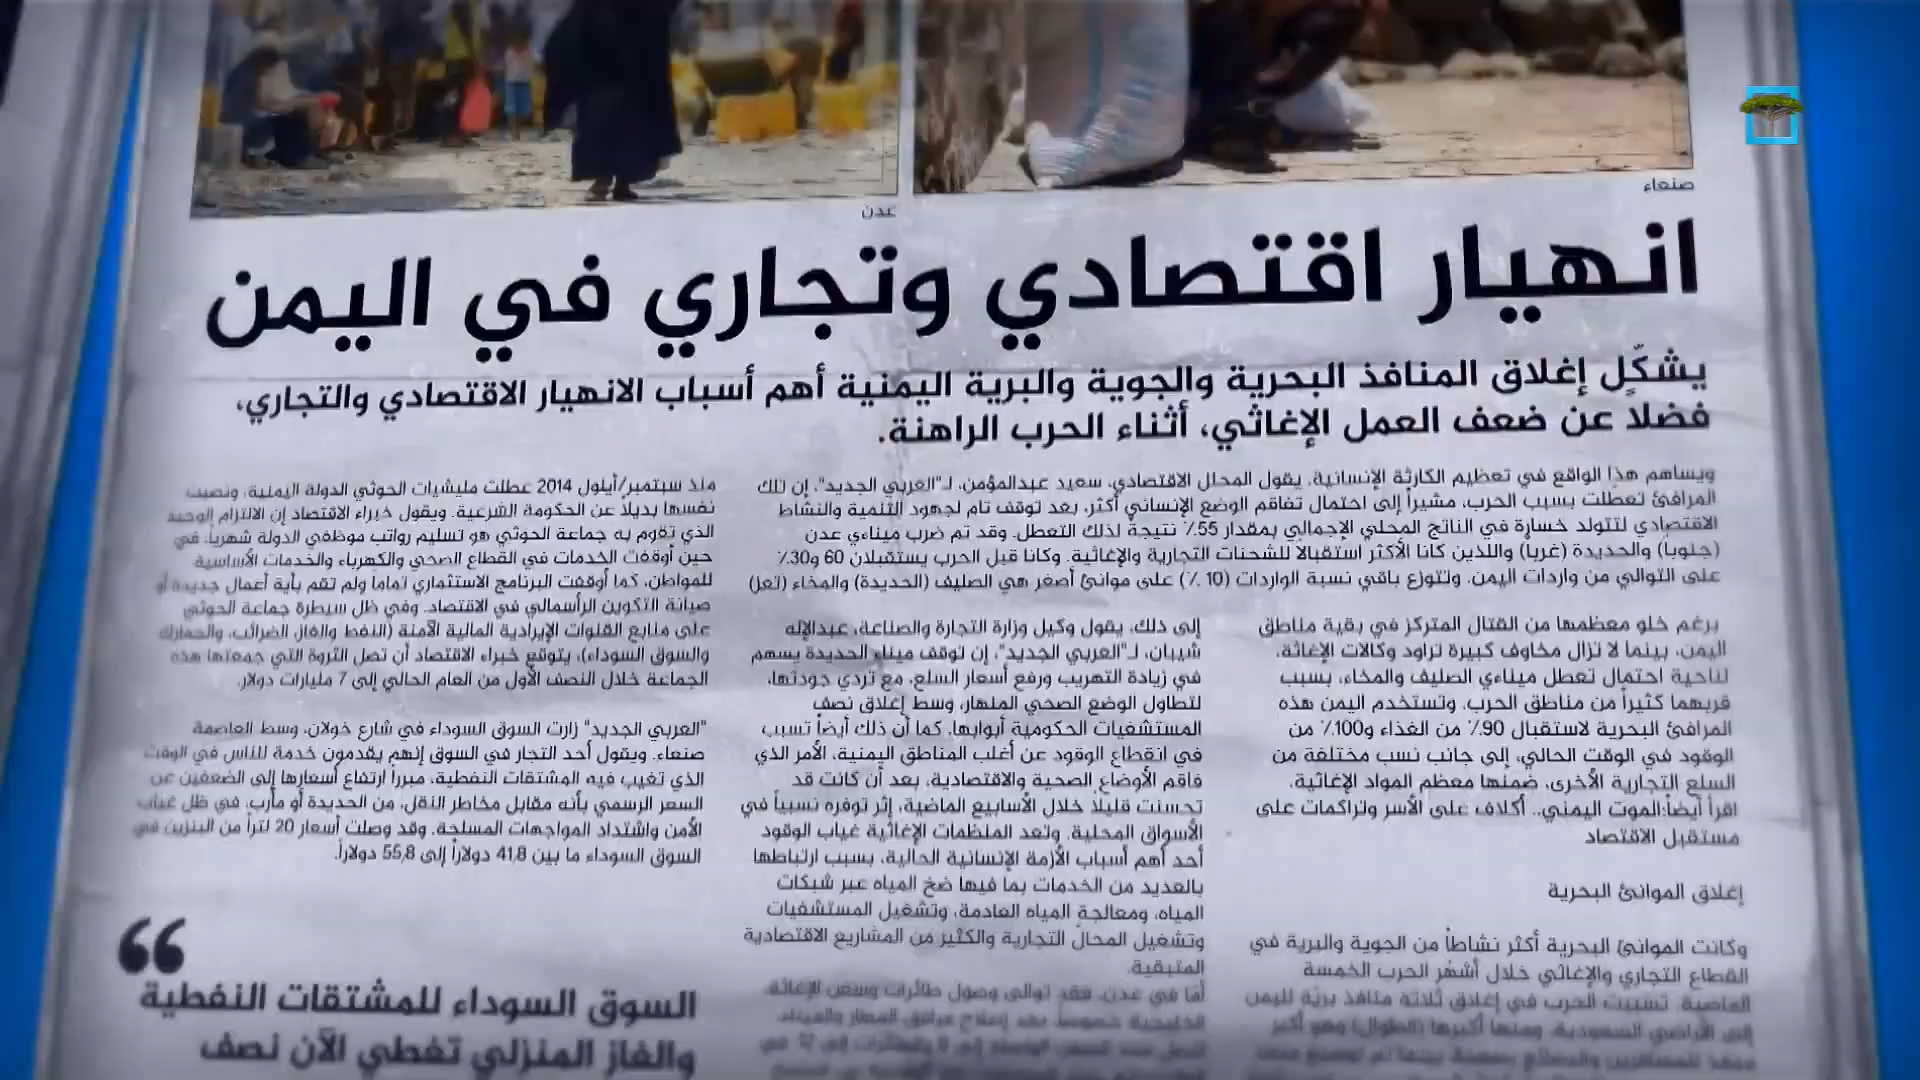 صنعاء
عدن
انهيار اقتصادي وتجاري في اليمن
يشكّل إغلاق المنافذ البحرية والجوية والبرية اليمنية أهم أسباب الانهيار الاقتصادي والتجاري،
فضلاً عن ضعف العمل الإغاثي، أثناء الحرب الراهنة.
ويساهم هذا الواقع في تعظيم الكارثة الإنسانية. يقول المحلل الاقتصادي، سعيد عبدالمؤمن، لـ"العربي الجديد"، إن تلك
المرافئ تعطلت بسبب الحرب، مشيراً إلى احتمال تفاقم الوضع الإنساني أكثر، بعد توقف تام لجهود التنمية والنشاط
الاقتصادي لتتولد خسارة في الناتج المحلي الإجمالي بمقدار 55٪ نتيجة لذلك التعطل. وقد تم ضرب ميناءي عدن
(جنوبا) والحديدة (غربا) واللذين كانا الأكثر استقبالاً للشحنات التجارية والإغاثية. وكانا قبل الحرب يستقبلان 60 و30٪
على التوالي من واردات اليمن. وتتوزع باقي نسبة الواردات (10 ٪) على موانئ أصغر هي الصليف (الحديدة) والمخاء (تعز)
برغم خلو معظمها من القتال المتركز في بقية مناطق
اليمن، بينما لا تزال مخاوف كبيرة تراود وكالات الإغاثة،
لناحية احتمال تعطل ميناءي الصليف والمخاء، بسبب
قربهما كثيراً من مناطق الحرب. وتستخدم اليمن هذه
المرافئ البحرية لاستقبال 90٪ من الغذاء و100٪ من
الوقود في الوقت الحالي، إلى جانب نسب مختلفة من
السلع التجارية الأخرى، ضمنها معظم المواد الإغاثية.
اقرأ أيضاً:الموت اليمني.. أكلاف على الأسر وتراكمات على
مستقبل الاقتصاد
إغلاق الموانئ البحرية
وكانت الموانئ البحرية أكثر نشاطاً من الجوية والبرية في
القطاع التجاري والإغاثي خلال أشهر الحرب الخمسة
الماضية. تسببت الحرب في إغلاق ثلاثة منافذ برية لليمن
إلى الأراضي السعودية، ومنها أكبرها (الطوال) وهو أكبر
إلى ذلك، يقول وكيل وزارة التجارة والصناعة، عبدالإله
شيبان، لـ"العربي الجديد"، إن توقف ميناء الحديدة يسهم
في زيادة التهريب ورفع أسعار السلع، مع تردي جودتها،
لتطاول الوضع الصحي المنهار، وسط إغلاق نصف
المستشفيات الحكومية أبوابها. كما أن ذلك أيضاً تسبب
في انقطاع الوقود عن أغلب المناطق اليمنية، الأمر الذي
فاقم الأوضاع الصحية والاقتصادية، بعد أن كانت قد
تحسنت قليلاً خلال الأسابيع الماضية، إثر توفره نسبياً في
الأسواق المحلية. وتعد المنظمات الإغاثية غياب الوقود
أحد أهم أسباب الأزمة الإنسانية الحالية، بسبب ارتباطها
بالعديد من الخدمات بما فيها ضخ المياه عبر شبكات
المياه، ومعالجة المياه العادمة، وتشغيل المستشفيات
وتشغيل المحال التجارية والكثير من المشاريع الاقتصادية
المتبقية.
أما في عدن، فقد توالى وصول طائرات وسفن الإغاثة
منذ سبتمبر/أيلول 2014 عطلت مليشيات الحوثي الدولة اليمنية، ونصبت
نفسها بديلاً عن الحكومة الشرعية. ويقول خبراء الاقتصاد إن الالتزام الوحيد
الذي تقوم به جماعة الحوثي هو تسليم رواتب موظفي الدولة شهرياً، في
حين أوقفت الخدمات في القطاع الصحي والكهرباء والخدمات الأساسية
للمواطن، كما أوقفت البرنامج الاستثماري تماماً ولم تقم بأية أعمال جديدة أو
صيانة التكوين الرأسمالي في الاقتصاد. وفي ظل سيطرة جماعة الحوثي
على منابع القنوات الإيرادية المالية الآمنة (النفط والغاز، الضرائب، والجمارك
والسوق السوداء)، يتوقع خبراء الاقتصاد أن تصل الثروة التي جمعتها هذه
الجماعة خلال النصف الأول من العام الحالي إلى 7 مليارات دولار.
"العربي الجديد" زارت السوق السوداء في شارع خولان، وسط العاصمة
صنعاء. ويقول أحد التجار في السوق إنهم يقدمون خدمة للناس في الوقت
الذي تغيب فيه المشتقات النفطية، مبرراً ارتفاع أسعارها إلى الضعفين عن
السعر الرسمي بأنه مقابل مخاطر النقل، من الحديدة أو مأرب، في ظل غياب
الأمن واشتداد المواجهات المسلحة. وقد وصلت أسعار 20 لتراً من البنزين في
السوق السوداء ما بين 41,8 دولاراً إلى 55,8 دولاراً.
السوق السوداء للمشتقات النفطية
والغاز المنزلي تغطي الآن نصف